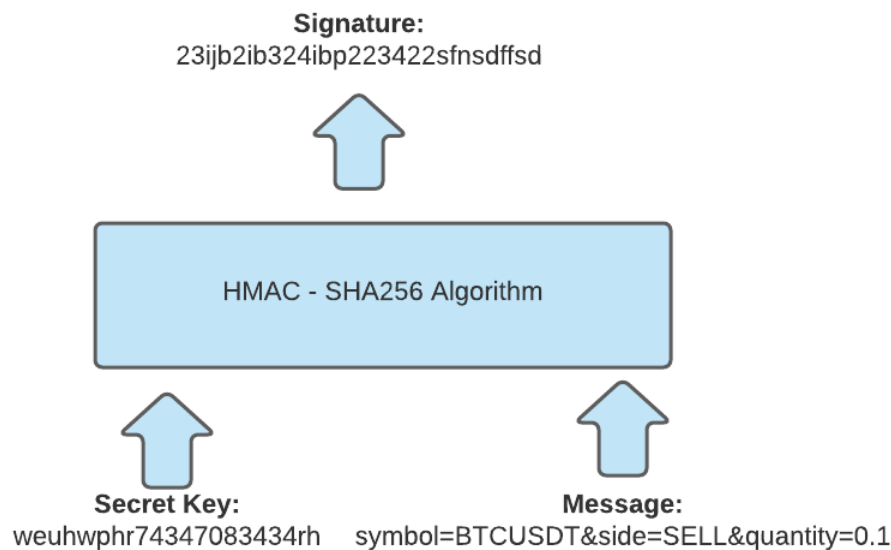 Signature:
23ijb2ib324ibp223422sfnsdffsd
HMAC - SHA256 Algorithm
Secret Key:
weuhwphr74347083434rh
Message:
symbol=BTCUSDT&side=SELL&quantity=0.1